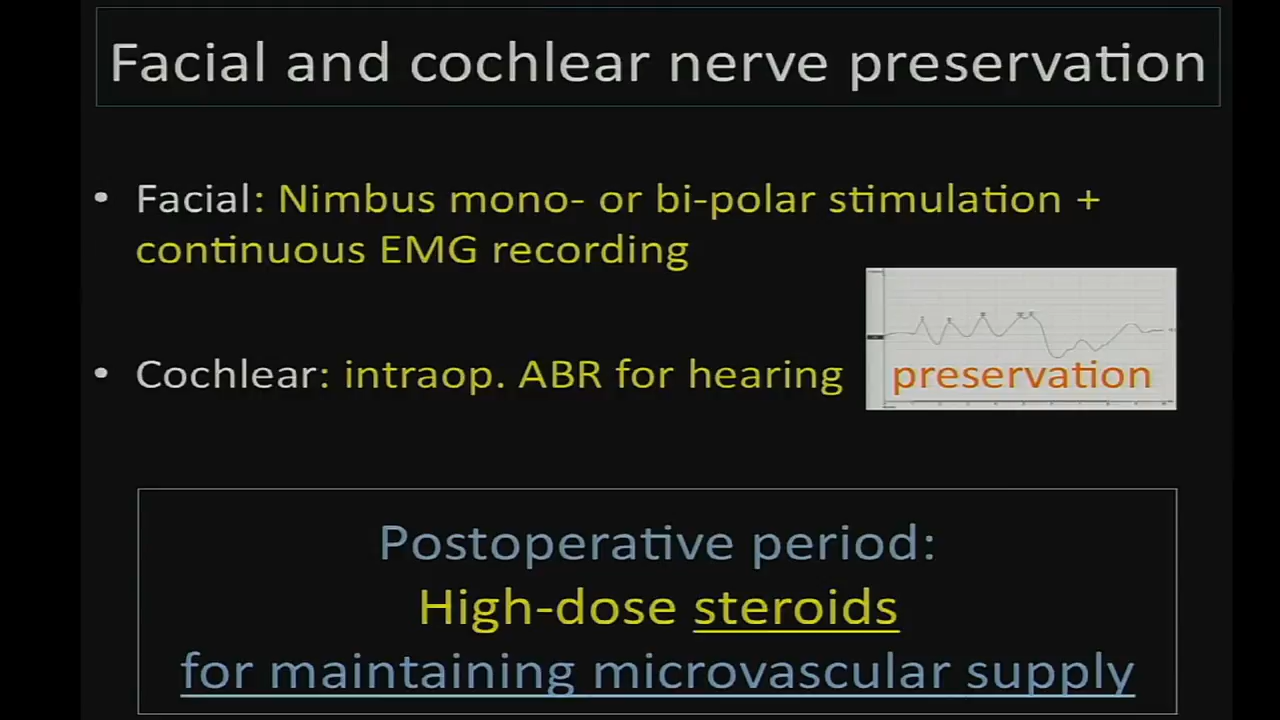 Facial and cochlear nerve preservation
• Facial: Nimbus mono- or bi-polar stimulation +
continuous EMG recording
• Cochlear: intraop. ABR for hearing preservation
Postoperative period:
High-dose steroids
for maintaining microvascular supply